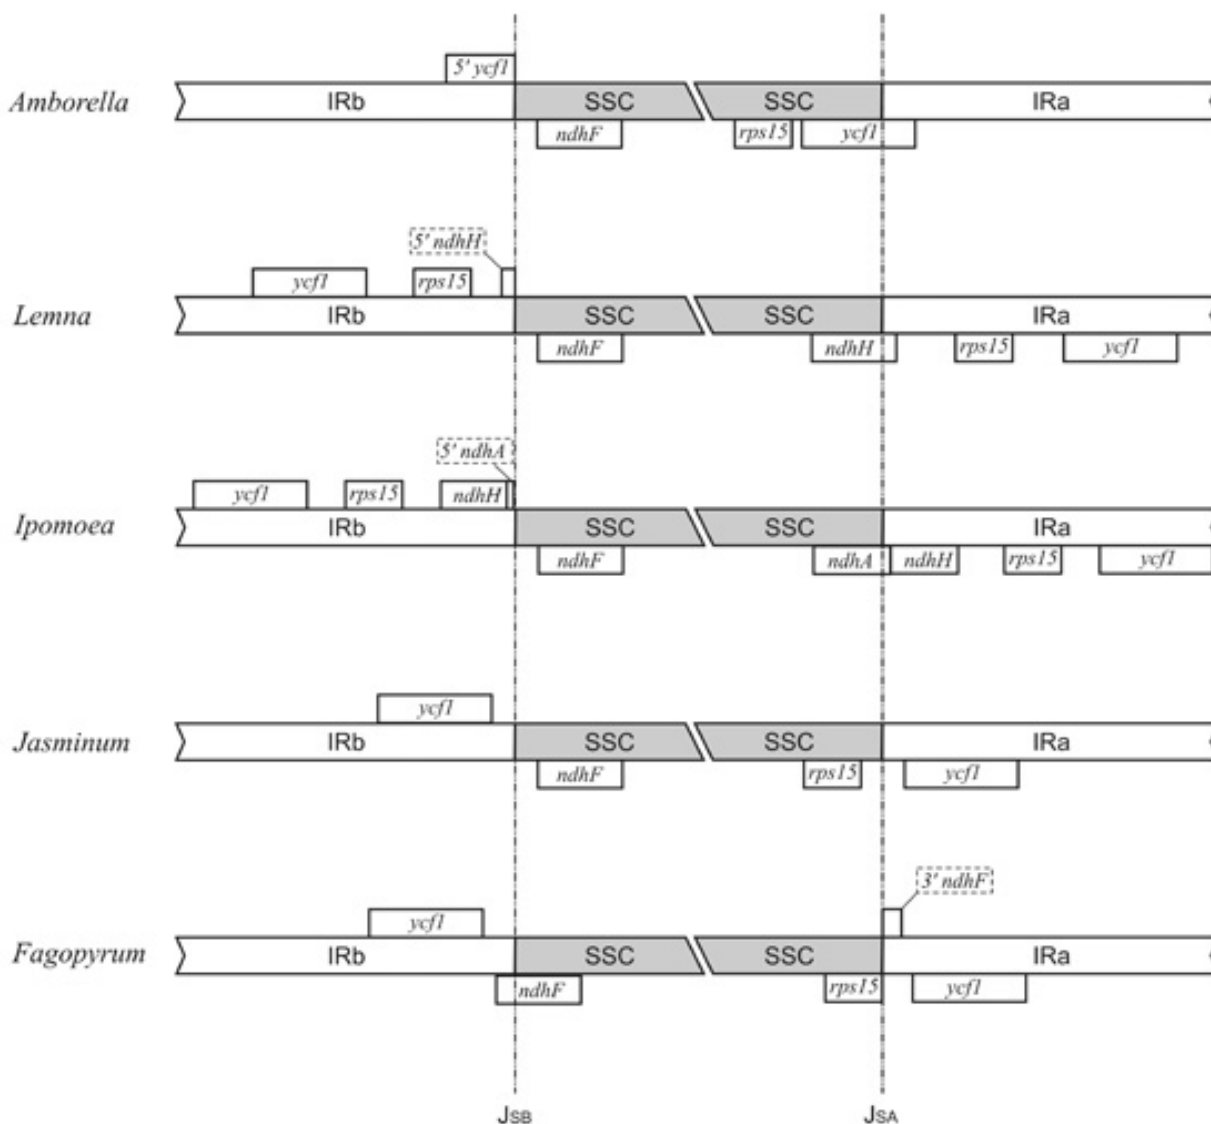 5' ycf1
Amborella IRb SSC SSC IRa
ndhF rps15 ycf1
5' ndhH
ycf1 rps15
Lemna IRb SSC SSC IRa
ndhF ndhH rps15 ycf1
5' ndhA
ycf1 rps15 ndhH
Ipomoea IRb SSC SSC IRa
ndhF ndhA ndhH rps15 ycf1
ycf1
Jasminum IRb SSC SSC IRa
ndhF rps15 ycf1
3' ndhF
ycf1
Fagopyrum IRb SSC SSC IRa
ndhF rps15 ycf1
JSB JSA